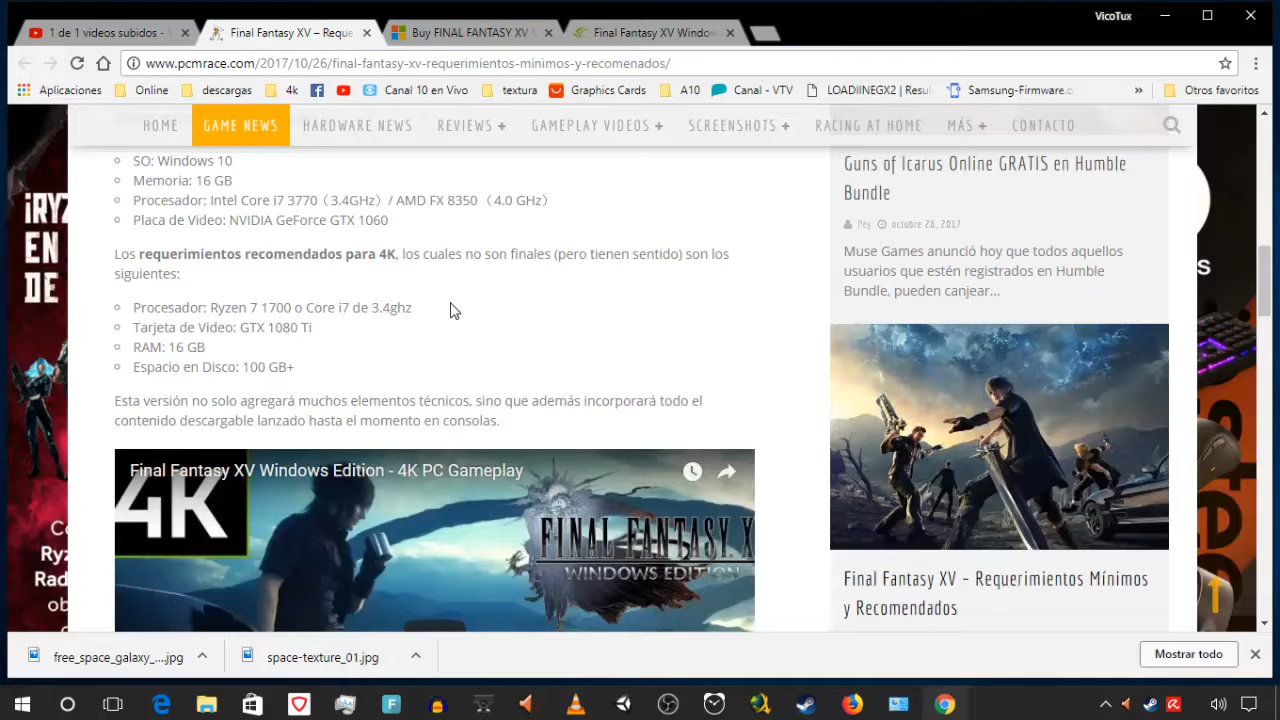 VicoTux
1 de 1 videos subidos -
Final Fantasy XV – Reque
Buy FINAL FANTASY XV
Final Fantasy XV Window
www.pcmrace.com/2017/10/26/final-fantasy-xv-requerimientos-minimos-y-recomenados/
Aplicaciones
Online
descargas
4k
Canal 10 en Vivo
textura
Graphics Cards
A10
Canal - VTV
LOADIINEGX2 | Resul
Samsung-Firmware.o
»
Otros favoritos
HOME
GAME NEWS
HARDWARE NEWS
REVIEWS +
GAMEPLAY VIDEOS +
SCREENSHOTS +
RACING AT HOME
MÁS +
CONTACTO
SO: Windows 10
Memoria: 16 GB
Procesador: Intel Core i7 3770（3.4GHz）/ AMD FX 8350 （4.0 GHz）
Placa de Video: NVIDIA GeForce GTX 1060
Los requerimientos recomendados para 4K, los cuales no son finales (pero tienen sentido) son los
siguientes:
Procesador: Ryzen 7 1700 o Core i7 de 3.4ghz
Tarjeta de Video: GTX 1080 Ti
RAM: 16 GB
Espacio en Disco: 100 GB+
Esta versión no solo agregará muchos elementos técnicos, sino que además incorporará todo el
contenido descargable lanzado hasta el momento en consolas.
Final Fantasy XV Windows Edition - 4K PC Gameplay
4K
FINAL FANTASY X
WINDOWS EDITION
Guns of Icarus Online GRATIS en Humble
Bundle
Pey
octubre 26, 2017
Muse Games anunció hoy que todos aquellos
usuarios que estén registrados en Humble
Bundle, pueden canjear...
Final Fantasy XV – Requerimientos Mínimos
y Recomendados
¡RY
EN
DE
Ryz
Rad
ob
free_space_galaxy_....jpg
space-texture_01.jpg
Mostrar todo